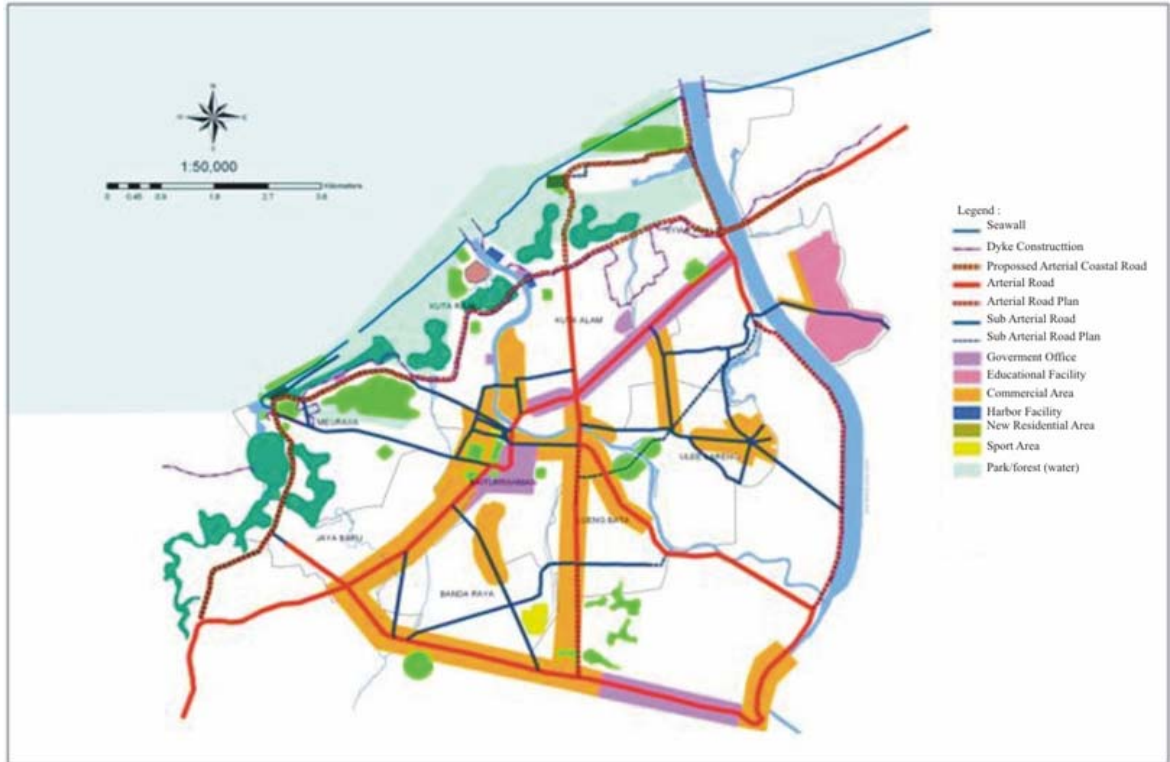 N
E
S
1:50,000
Kilometers
0 0.45 0.9 1.8 2.7 3.6
KUTA ALAM
MEURAXA
ULEE KARENG
BAITURRAHMAN
LUENG BATA
JAYA BARU
BANDA RAYA
Legend :
Seawall
Dyke Constructtion
Propossed Arterial Coastal Road
Arterial Road
Arterial Road Plan
Sub Arterial Road
Sub Arterial Road Plan
Goverment Office
Educational Facility
Commercial Area
Harbor Facility
New Residential Area
Sport Area
Park/forest (water)